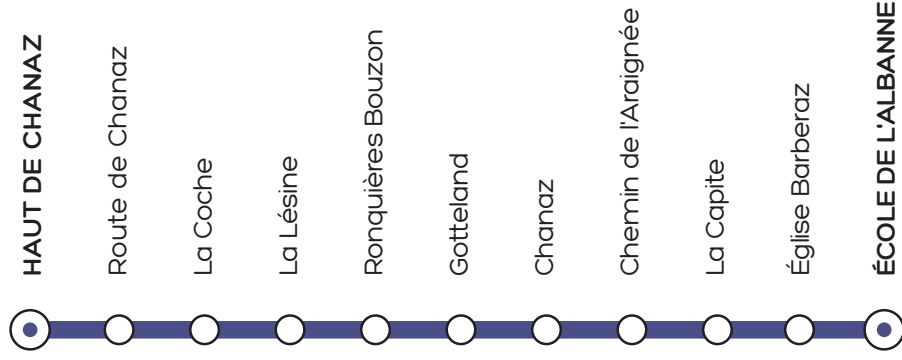 HAUT DE CHANAZ
Route de Chanaz
La Coche
La Lésine
Ronquières Bouzon
Gotteland
Chanaz
Chemin de l'Araignée
La Capite
Église Barberaz
ÉCOLE DE L'ALBANNE